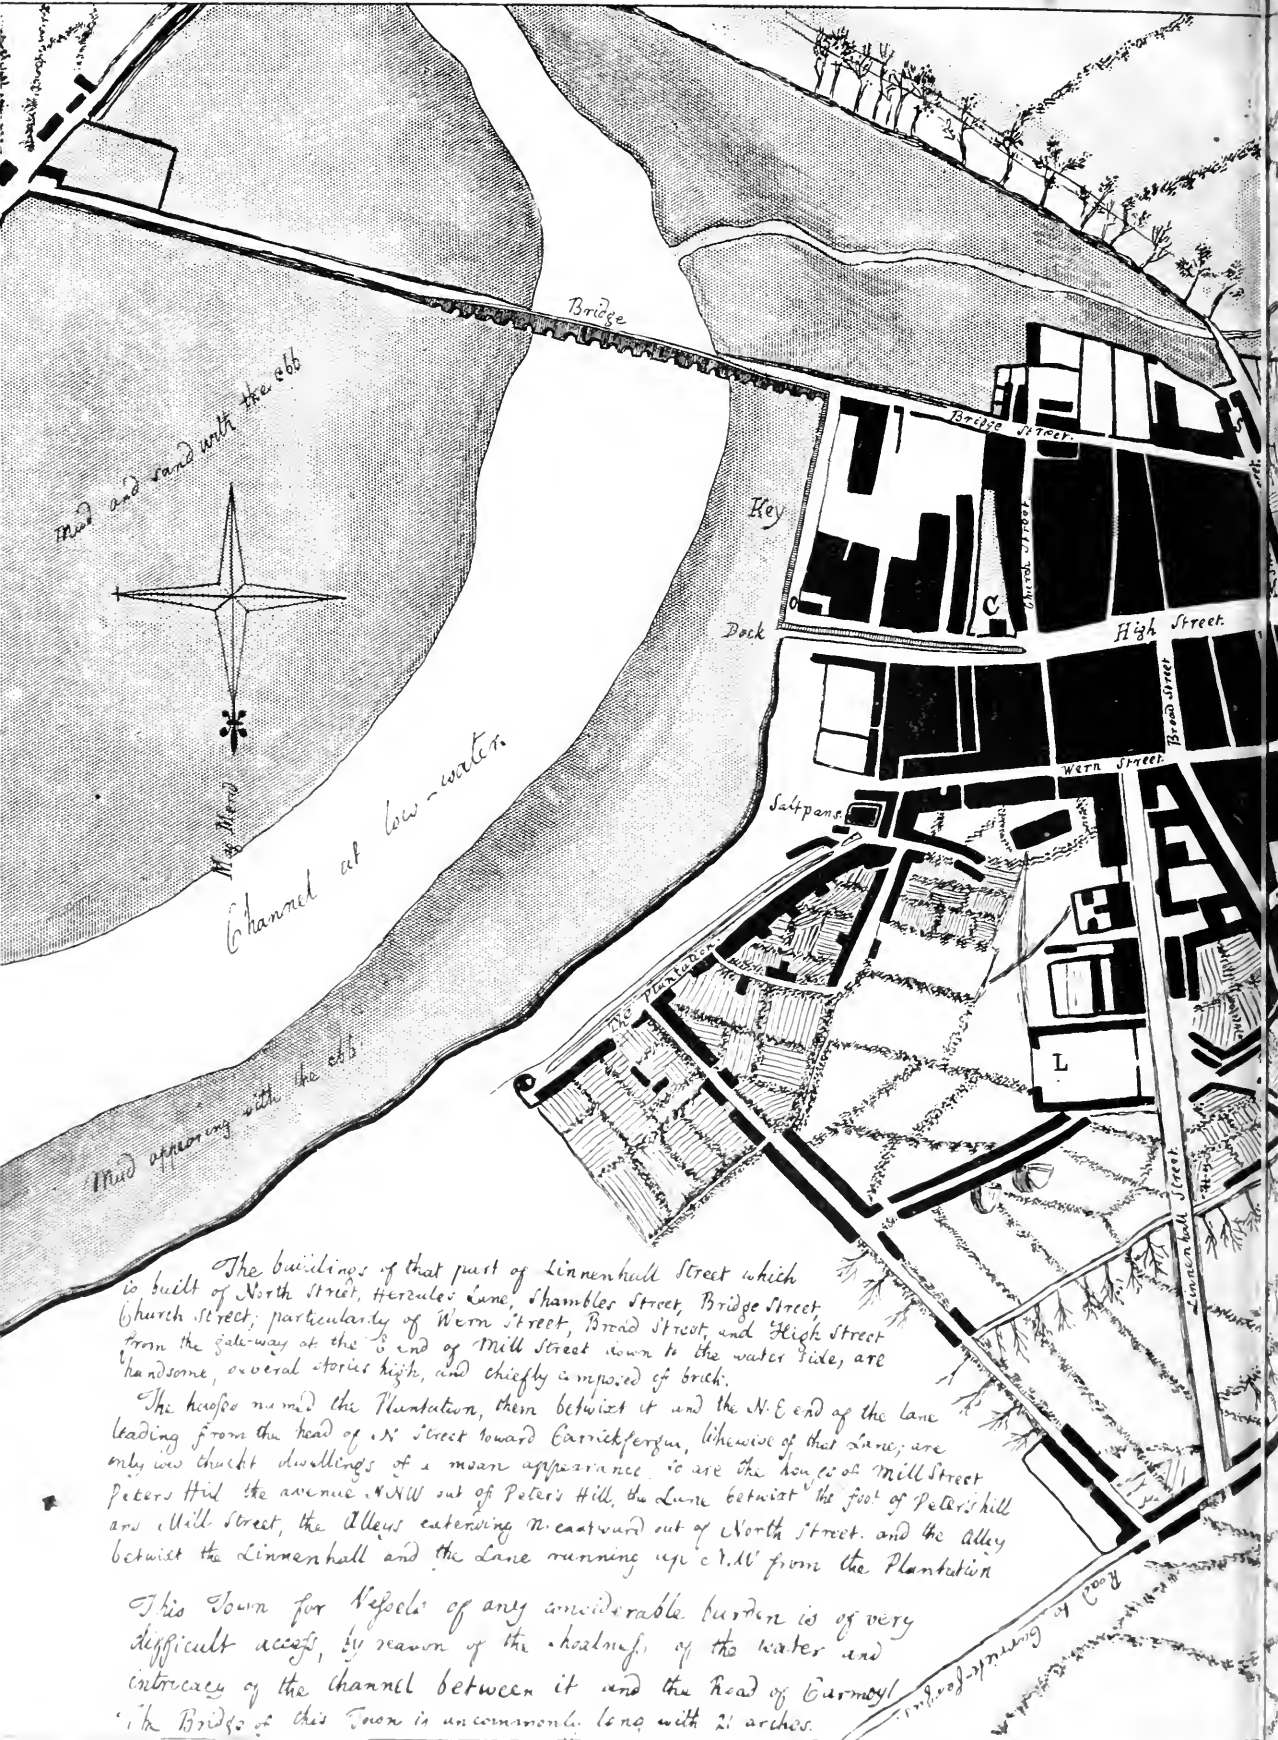 Bridge
Mud and sand with the ebb
Bridge Street.
S
Key
Church Street
O
C
Dock
High Street.
Broad Street
Wern Street
Mag. Merid
Channel at low-water.
Saltpans
The Plantation
L
Mud appearing with the ebb
Linnenhall Street
The buildings of that part of Linnenhall Street which
is built of North Street, Hercules Lane, Shambles Street, Bridge Street,
Church Street; particularly of Wern Street, Broad Street, and High Street
from the gate-way at the end of Mill Street down to the water side, are
handsome, several stories high, and chiefly composed of brick.
The houses named the Plantation, them betwixt it and the N.E end of the lane
leading from the head of N Street toward Carrickfergus, likewise of that Lane; are
only low thacht dwellings of a mean appearance. so are the houses of Mill Street
Peters Hill the avenue NNW out of Peter's Hill, the Lane betwixt the foot of Peter's hill
and Mill Street, the Alleys extending N. eastward out of North Street. and the Alley
betwixt the Linnenhall and the Lane running up N.W from the Plantation
This Town for Vessels of any considerable burden is of very
difficult access, by reason of the shoalness of the water and
intricacy of the channel between it and the Road of Garmoyl
The Bridge of this Town is uncommonly long with 21 arches.
Road to Carrick-fergus.